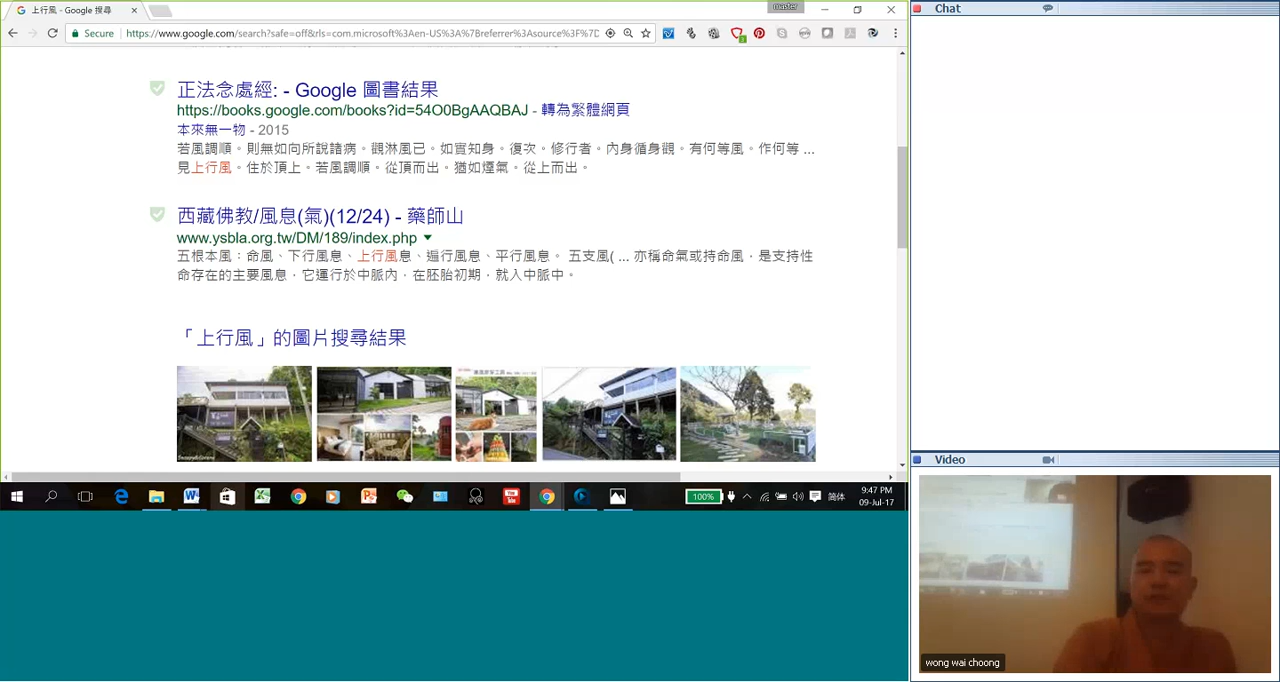 上行風 - Google 搜尋
master
Secure
https://www.google.com/search?safe=off&rls=com.microsoft%3Aen-US%3A%7Breferrer%3Asource%3F%7D
正法念處經: - Google 圖書結果
https://books.google.com/books?id=54O0BgAAQBAJ - 轉為繁體網頁
本來無一物 - 2015
若風調順。則無如向所說諸病。觀淋風已。如實知身。復次。修行者。內身循身觀。有何等風。作何等 ...
見上行風。住於頂上。若風調順。從頂而出。猶如煙氣。從上而出。
西藏佛教/風息(氣)(12/24) - 藥師山
www.ysbla.org.tw/DM/189/index.php
五根本風：命風、下行風息、上行風息、遍行風息、平行風息。 五支風( ... 亦稱命氣或持命風，是支持性
命存在的主要風息，它運行於中脈內，在胚胎初期，就入中脈中。
「上行風」的圖片搜尋結果
100%
简体
9:47 PM
09-Jul-17
Chat
Video
wong wai choong